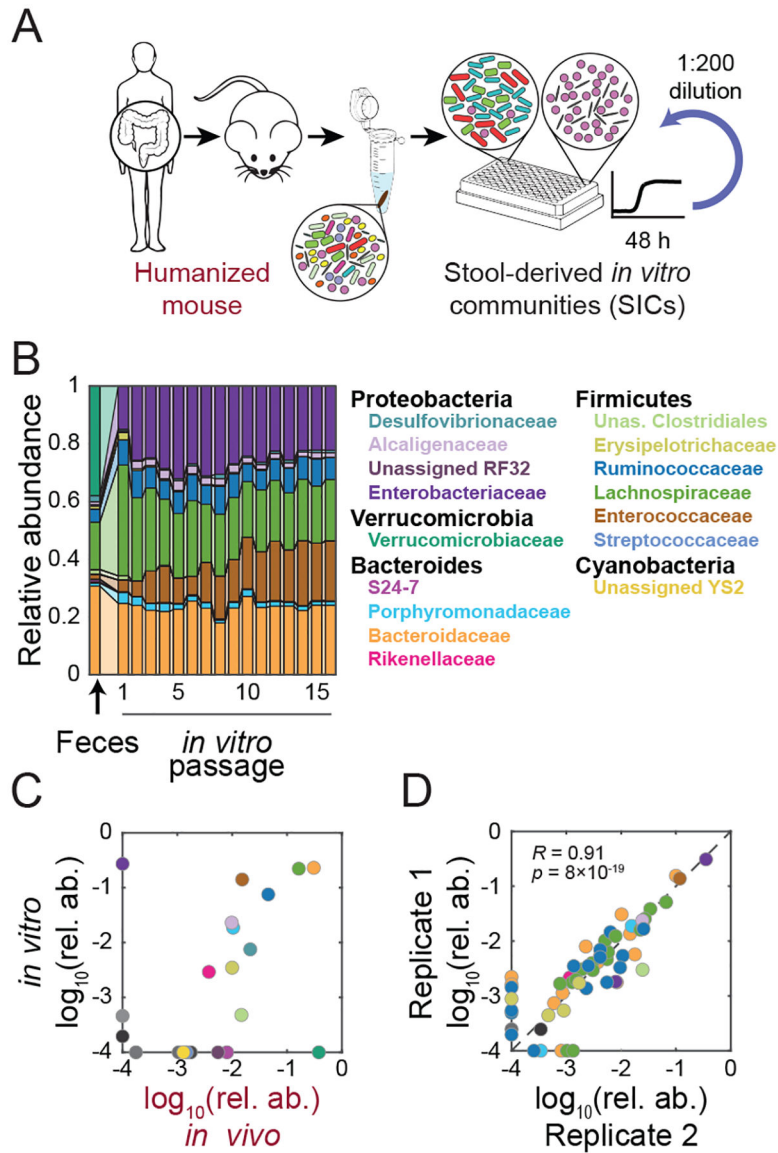 A
1:200
dilution
48 h
Humanized
mouse
Stool-derived in vitro
communities (SICs)
B
Relative abundance
1
0.8
0.6
0.4
0.2
0
1
5
10
15
Feces
in vitro
passage
Proteobacteria
Desulfovibrionaceae
Alcaligenaceae
Unassigned RF32
Enterobacteriaceae
Verrucomicrobia
Verrucomicrobiaceae
Bacteroides
S24-7
Porphyromonadaceae
Bacteroidaceae
Rikenellaceae
Firmicutes
Unas. Clostridiales
Erysipelotrichaceae
Ruminococcaceae
Lachnospiraceae
Enterococcaceae
Streptococcaceae
Cyanobacteria
Unassigned YS2
C
in vitro
log10(rel. ab.)
0
-1
-2
-3
-4
-4
-3
-2
-1
0
log10(rel. ab.)
in vivo
D
Replicate 1
log10(rel. ab.)
R = 0.91
p = 8×10-19
0
-1
-2
-3
-4
-4
-3
-2
-1
0
log10(rel. ab.)
Replicate 2